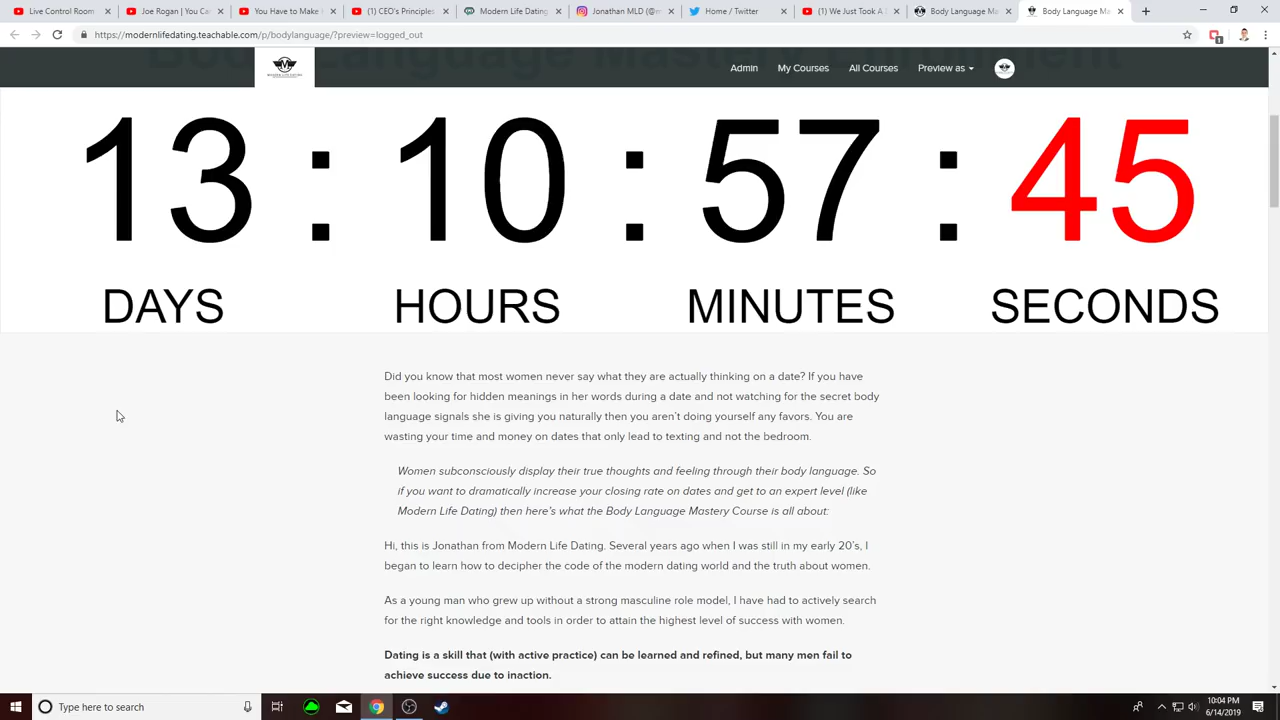 Live Control Room
Joe Rogan | You Ca
You Have to Make
(1) CEO's Principles
Modern Life Dating
Jonathan MLD (@
Home / Twitter
(1) We Just Took A S
Body Language Ma
Body Language Ma
https://modernlifedating.teachable.com/p/bodylanguage/?preview=logged_out
1
Admin
My Courses
All Courses
Preview as
13 : 10 : 57 : 45
DAYS HOURS MINUTES SECONDS
Did you know that most women never say what they are actually thinking on a date? If you have
been looking for hidden meanings in her words during a date and not watching for the secret body
language signals she is giving you naturally then you aren't doing yourself any favors. You are
wasting your time and money on dates that only lead to texting and not the bedroom.
Women subconsciously display their true thoughts and feeling through their body language. So
if you want to dramatically increase your closing rate on dates and get to an expert level (like
Modern Life Dating) then here's what the Body Language Mastery Course is all about:
Hi, this is Jonathan from Modern Life Dating. Several years ago when I was still in my early 20's, I
began to learn how to decipher the code of the modern dating world and the truth about women.
As a young man who grew up without a strong masculine role model, I have had to actively search
for the right knowledge and tools in order to attain the highest level of success with women.
Dating is a skill that (with active practice) can be learned and refined, but many men fail to
achieve success due to inaction.
Type here to search
10:04 PM
6/14/2019